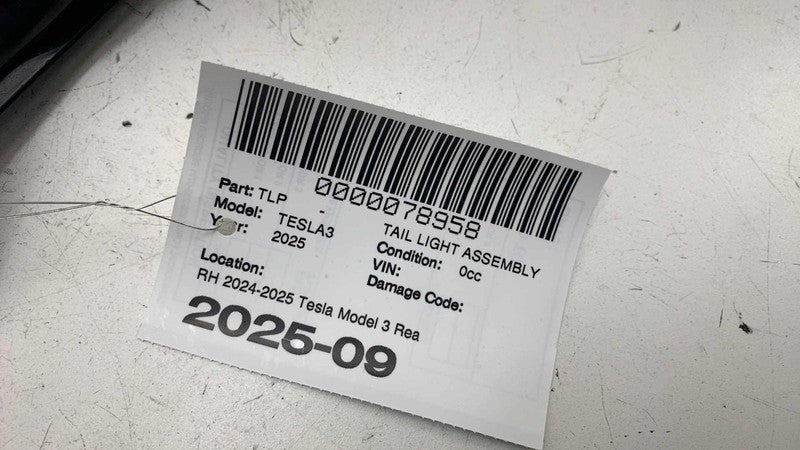 0000078958
Part: TLP - TAIL LIGHT ASSEMBLY
Model: TESLA3 Condition: 0cc
Year: 2025 VIN:
Damage Code:
Location:
RH 2024-2025 Tesla Model 3 Rea
2025-09